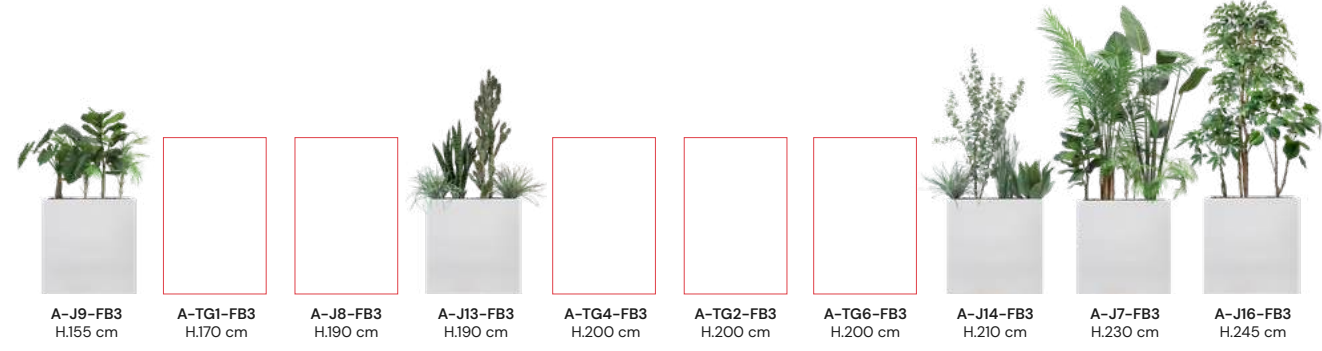 A-J9-FB3
H.155 cm
A-TG1-FB3
H.170 cm
A-J8-FB3
H.190 cm
A-J13-FB3
H.190 cm
A-TG4-FB3
H.200 cm
A-TG2-FB3
H.200 cm
A-TG6-FB3
H.200 cm
A-J14-FB3
H.210 cm
A-J7-FB3
H.230 cm
A-J16-FB3
H.245 cm